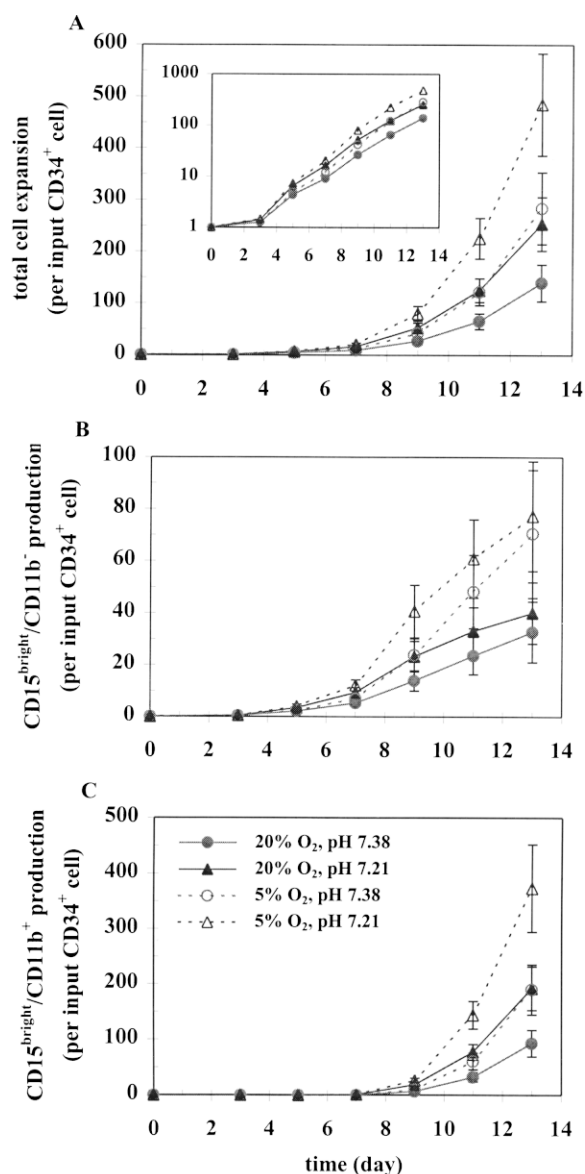 A
total cell expansion
(per input CD34⁺ cell)
600
500
400
300
200
100
0
1000
100
10
1
0 2 4 6 8 10 12 14
0 2 4 6 8 10 12 14
B
CD15ᵇʳⁱᵍʰᵗ/CD11b⁻ production
(per input CD34⁺ cell)
100
80
60
40
20
0
0 2 4 6 8 10 12 14
C
CD15ᵇʳⁱᵍʰᵗ/CD11b⁺ production
(per input CD34⁺ cell)
500
400
300
200
100
0
20% O₂, pH 7.38
20% O₂, pH 7.21
5% O₂, pH 7.38
5% O₂, pH 7.21
0 2 4 6 8 10 12 14
time (day)